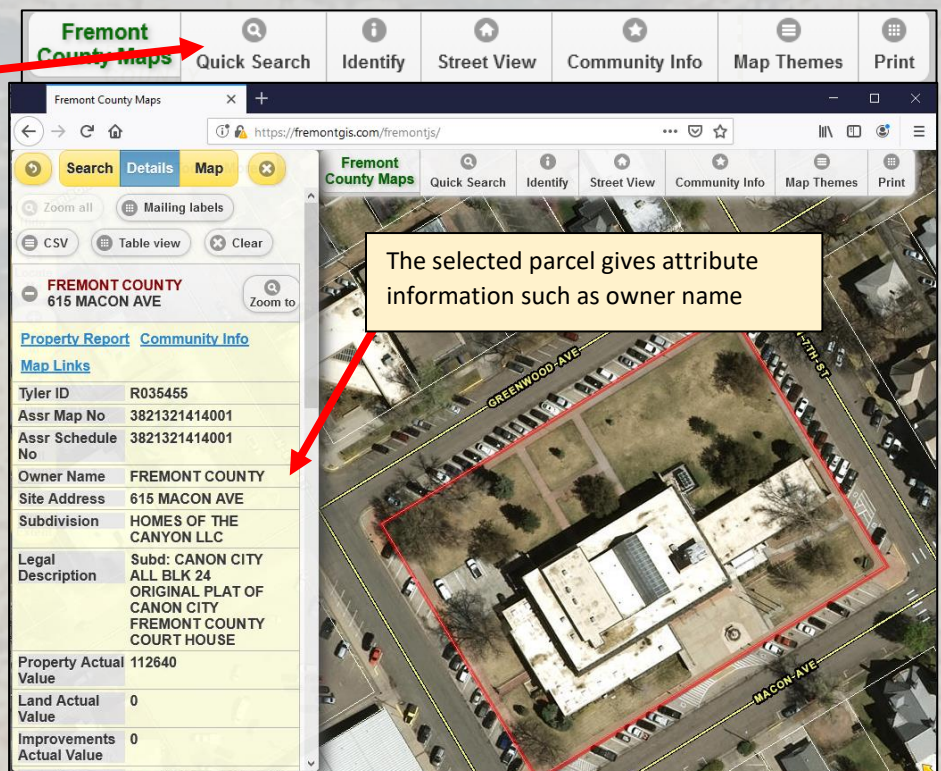 Fremont County Maps
Quick Search
Identify
Street View
Community Info
Map Themes
Print
Fremont County Maps
https://fremontgis.com/fremontjs/
Search
Details
Map
Fremont
County Maps
Quick Search
Identify
Street View
Community Info
Map Themes
Print
Zoom all
Mailing labels
CSV
Table view
Clear
FREMONT COUNTY
615 MACON AVE
Zoom to
Property Report Community Info
Map Links
Tyler ID R035455
Assr Map No 3821321414001
Assr Schedule No 3821321414001
Owner Name FREMONT COUNTY
Site Address 615 MACON AVE
Subdivision HOMES OF THE
CANYON LLC
Legal Description Subd: CANON CITY
ALL BLK 24
ORIGINAL PLAT OF
CANON CITY
FREMONT COUNTY
COURT HOUSE
Property Actual Value 112640
Land Actual Value 0
Improvements Actual Value 0
The selected parcel gives attribute
information such as owner name
GREENWOOD-AVE
7TH-ST
MACON-AVE